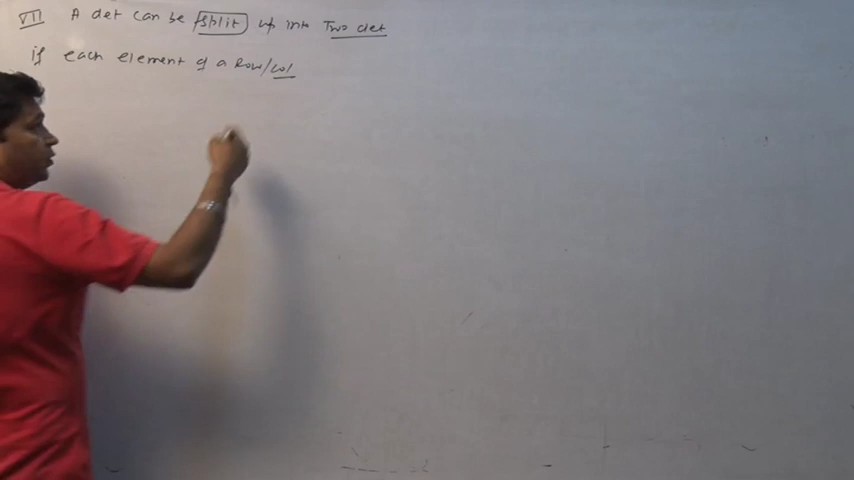 VII A det can be split up into Two det
if each element of a Row/col